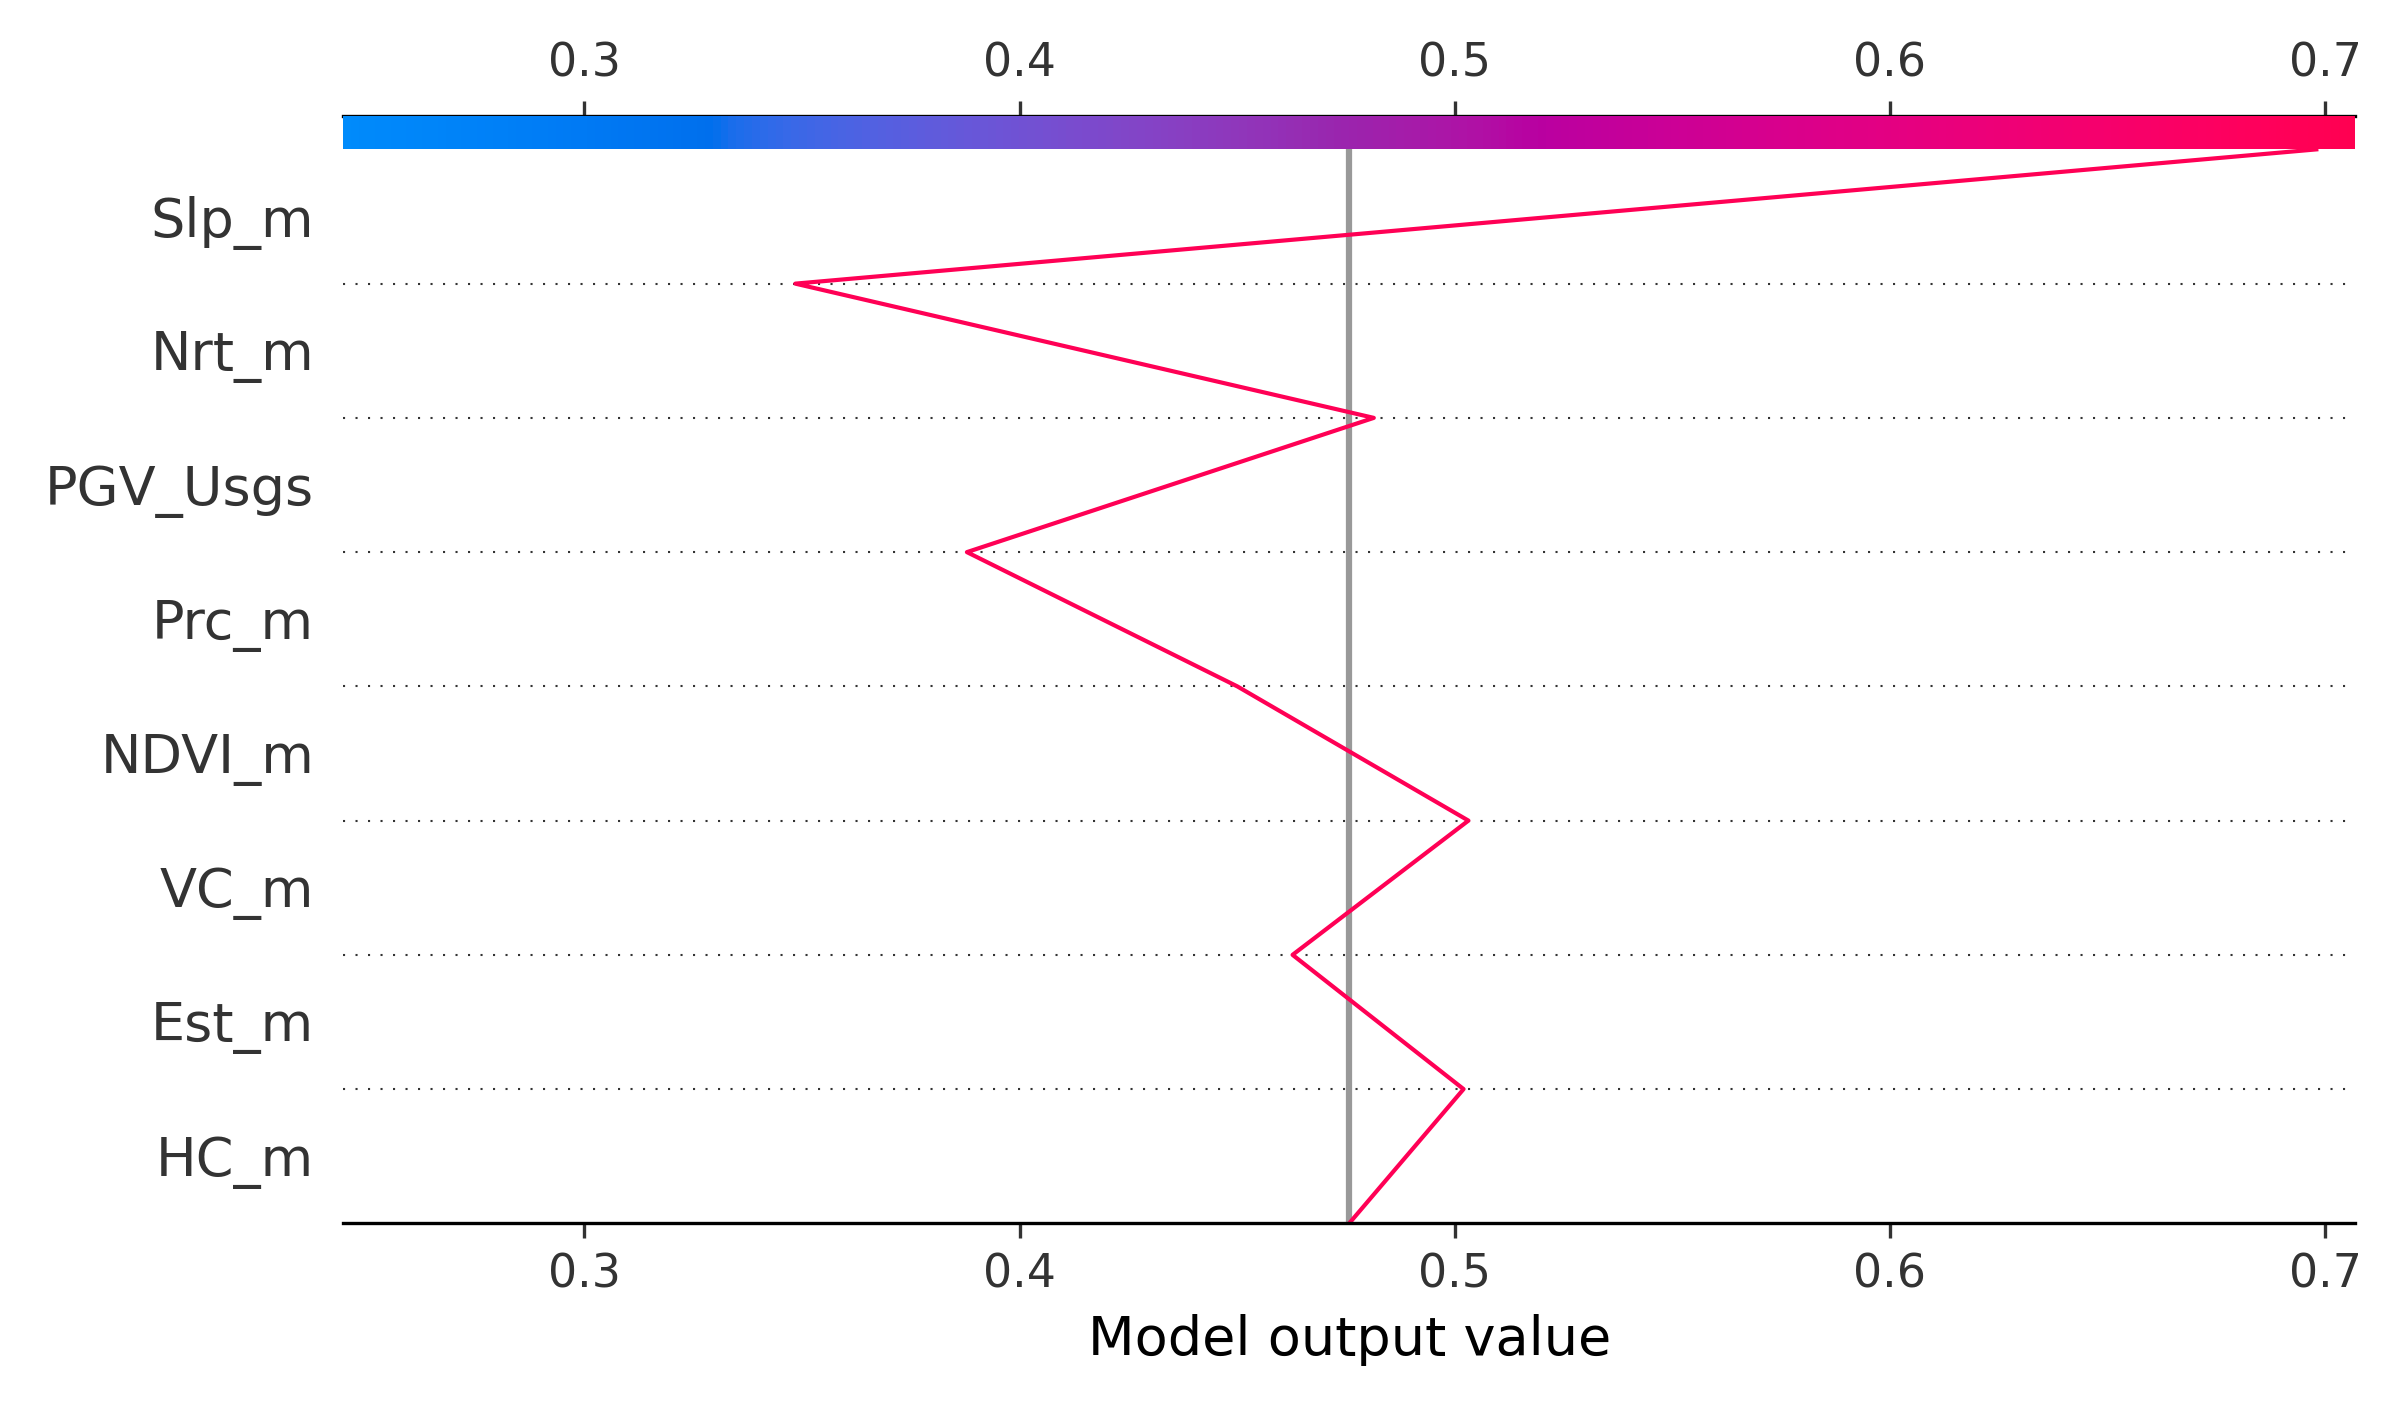 0.3 0.4 0.5 0.6 0.7
Slp_m
Nrt_m
PGV_Usgs
Prc_m
NDVI_m
VC_m
Est_m
HC_m
0.3 0.4 0.5 0.6 0.7
Model output value